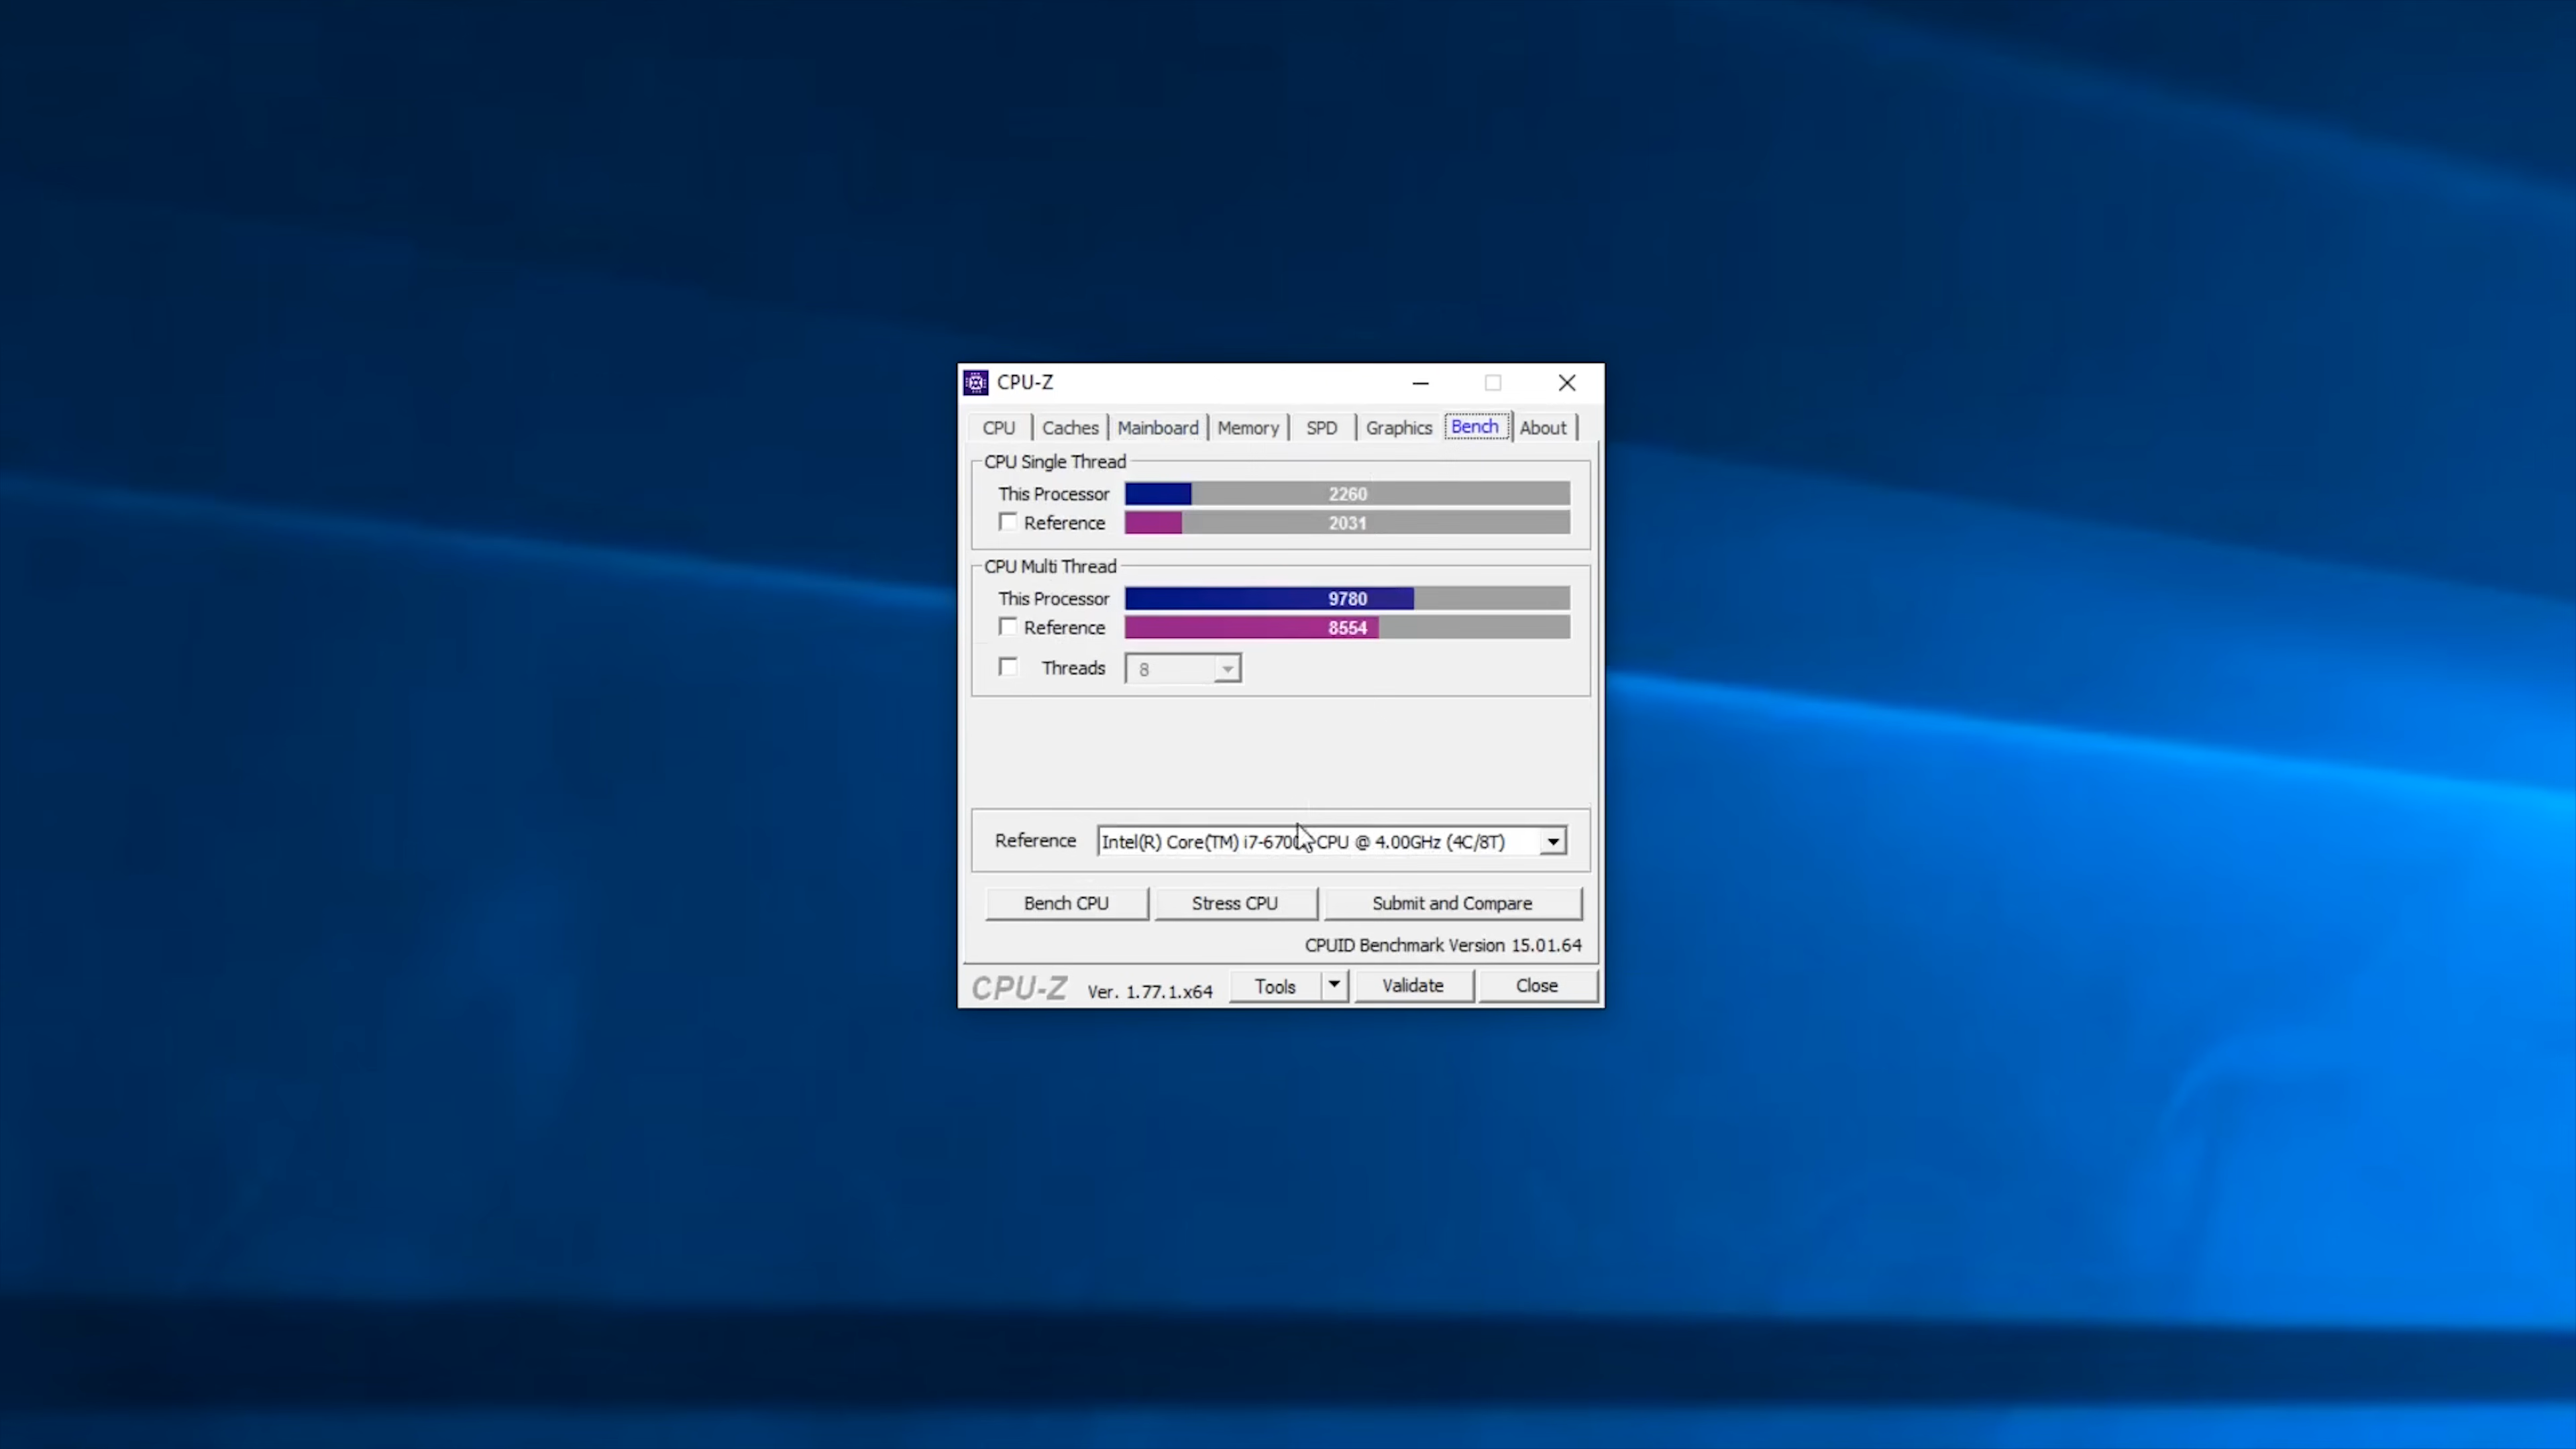 CPU-Z
CPU Caches Mainboard Memory SPD Graphics Bench About
CPU Single Thread
This Processor 2260
Reference 2031
CPU Multi Thread
This Processor 9780
Reference 8554
Threads 8
Reference Intel(R) Core(TM) CPU @ 4.00GHz (4C/8T)
Bench CPU Stress CPU Submit and Compare
CPUID Benchmark Version 15.01.64
CPU-Z Ver. 1.77.1.x64 Tools Validate Close